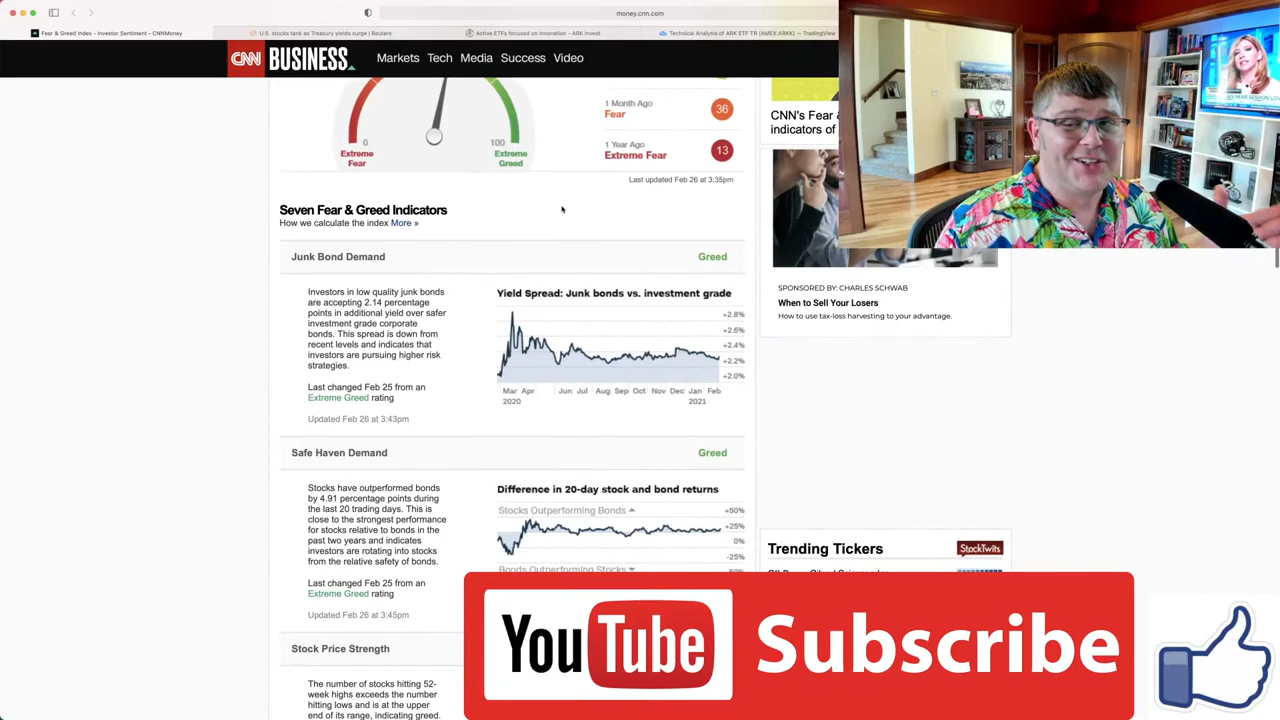 money.cnn.com
Fear & Greed Index - Investor Sentiment - CNNMoney
U.S. stocks tank as Treasury yields surge | Reuters
Active ETFs focused on Innovation - ARK Invest
Technical Analysis of ARK ETF TR (AMEX:ARKK) — TradingView
CNN BUSINESS
Markets Tech Media Success Video
0
Extreme
Fear
100
Extreme
Greed
1 Month Ago
Fear
36
1 Year Ago
Extreme Fear
13
Last updated Feb 26 at 3:35pm
Seven Fear & Greed Indicators
How we calculate the index More »
Junk Bond Demand
Greed
Investors in low quality junk bonds
are accepting 2.14 percentage
points in additional yield over safer
investment grade corporate
bonds. This spread is down from
recent levels and indicates that
investors are pursuing higher risk
strategies.
Last changed Feb 25 from an
Extreme Greed rating
Updated Feb 26 at 3:43pm
Yield Spread: Junk bonds vs. investment grade
+2.8%
+2.6%
+2.4%
+2.2%
+2.0%
Mar Apr Jun Jul Aug Sep Oct Nov Dec Jan Feb
2020 2021
Safe Haven Demand
Greed
Stocks have outperformed bonds
by 4.91 percentage points during
the last 20 trading days. This is
close to the strongest performance
for stocks relative to bonds in the
past two years and indicates
investors are rotating into stocks
from the relative safety of bonds.
Last changed Feb 25 from an
Extreme Greed rating
Updated Feb 26 at 3:45pm
Difference in 20-day stock and bond returns
Stocks Outperforming Bonds
+50%
+25%
0%
-25%
Bonds Outperforming Stocks
Stock Price Strength
The number of stocks hitting 52-
week highs exceeds the number
hitting lows and is at the upper
end of its range, indicating greed.
CNN's Fear &
indicators of
SPONSORED BY: CHARLES SCHWAB
When to Sell Your Losers
How to use tax-loss harvesting to your advantage.
Trending Tickers
StockTwits
YouTube Subscribe